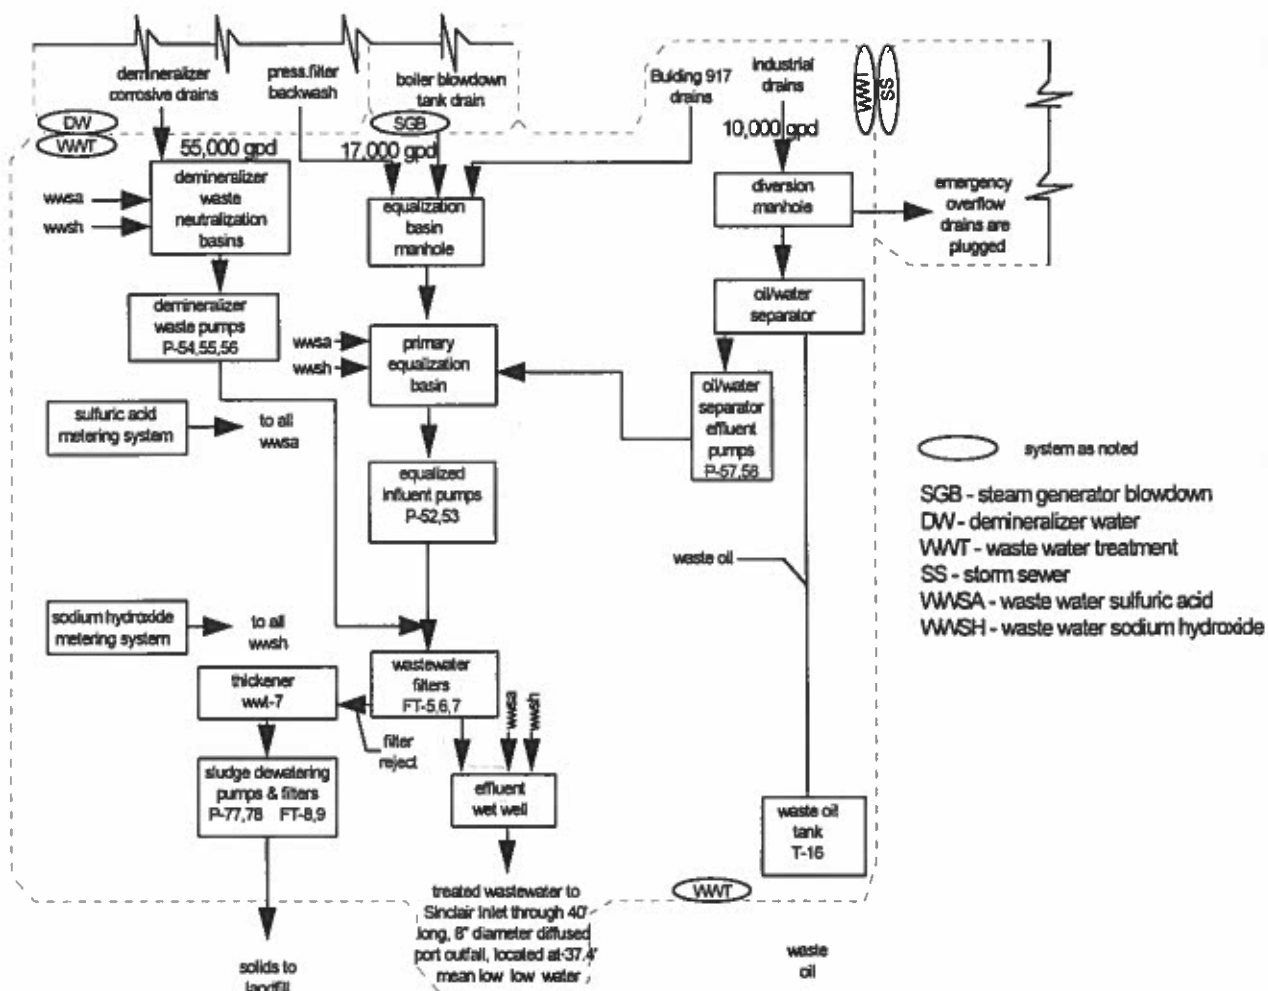 demineralizer
corrosive drains
press.filter
backwash
boiler blowdown
tank drain
Bulding 917
drains
industrial
drains
WWT
SS
DW
WWT
SGB
55,000 gpd
17,000 gpd
10,000 gpd
wwsa
wwsh
demineralizer
waste
neutralization
basins
equalization
basin
manhole
diversion
manhole
emergency
overflow
drains are
plugged
demineralizer
waste pumps
P-54,55,56
wwsa
wwsh
primary
equalization
basin
oil/water
separator
oil/water
separator
effluent
pumps
P-57,58
sulfuric acid
metering system
to all
wwsa
equalized
influent pumps
P-52,53
system as noted
SGB - steam generator blowdown
DW - demineralizer water
WWT - waste water treatment
SS - storm sewer
WWSA - waste water sulfuric acid
WWSH - waste water sodium hydroxide
waste oil
sodium hydroxide
metering system
to all
wwsh
thickener
wwt-7
wastewater
filters
FT-5,6,7
wwsa
wwsh
filter
reject
sludge dewatering
pumps & filters
P-77,78 FT-8,9
effluent
wet well
waste oil
tank
T-16
WWT
treated wastewater to
Sinclair Inlet through 40'
long, 8" diameter diffused
port outfall, located at-37.4'
mean low low water
solids to
landfill
waste
oil